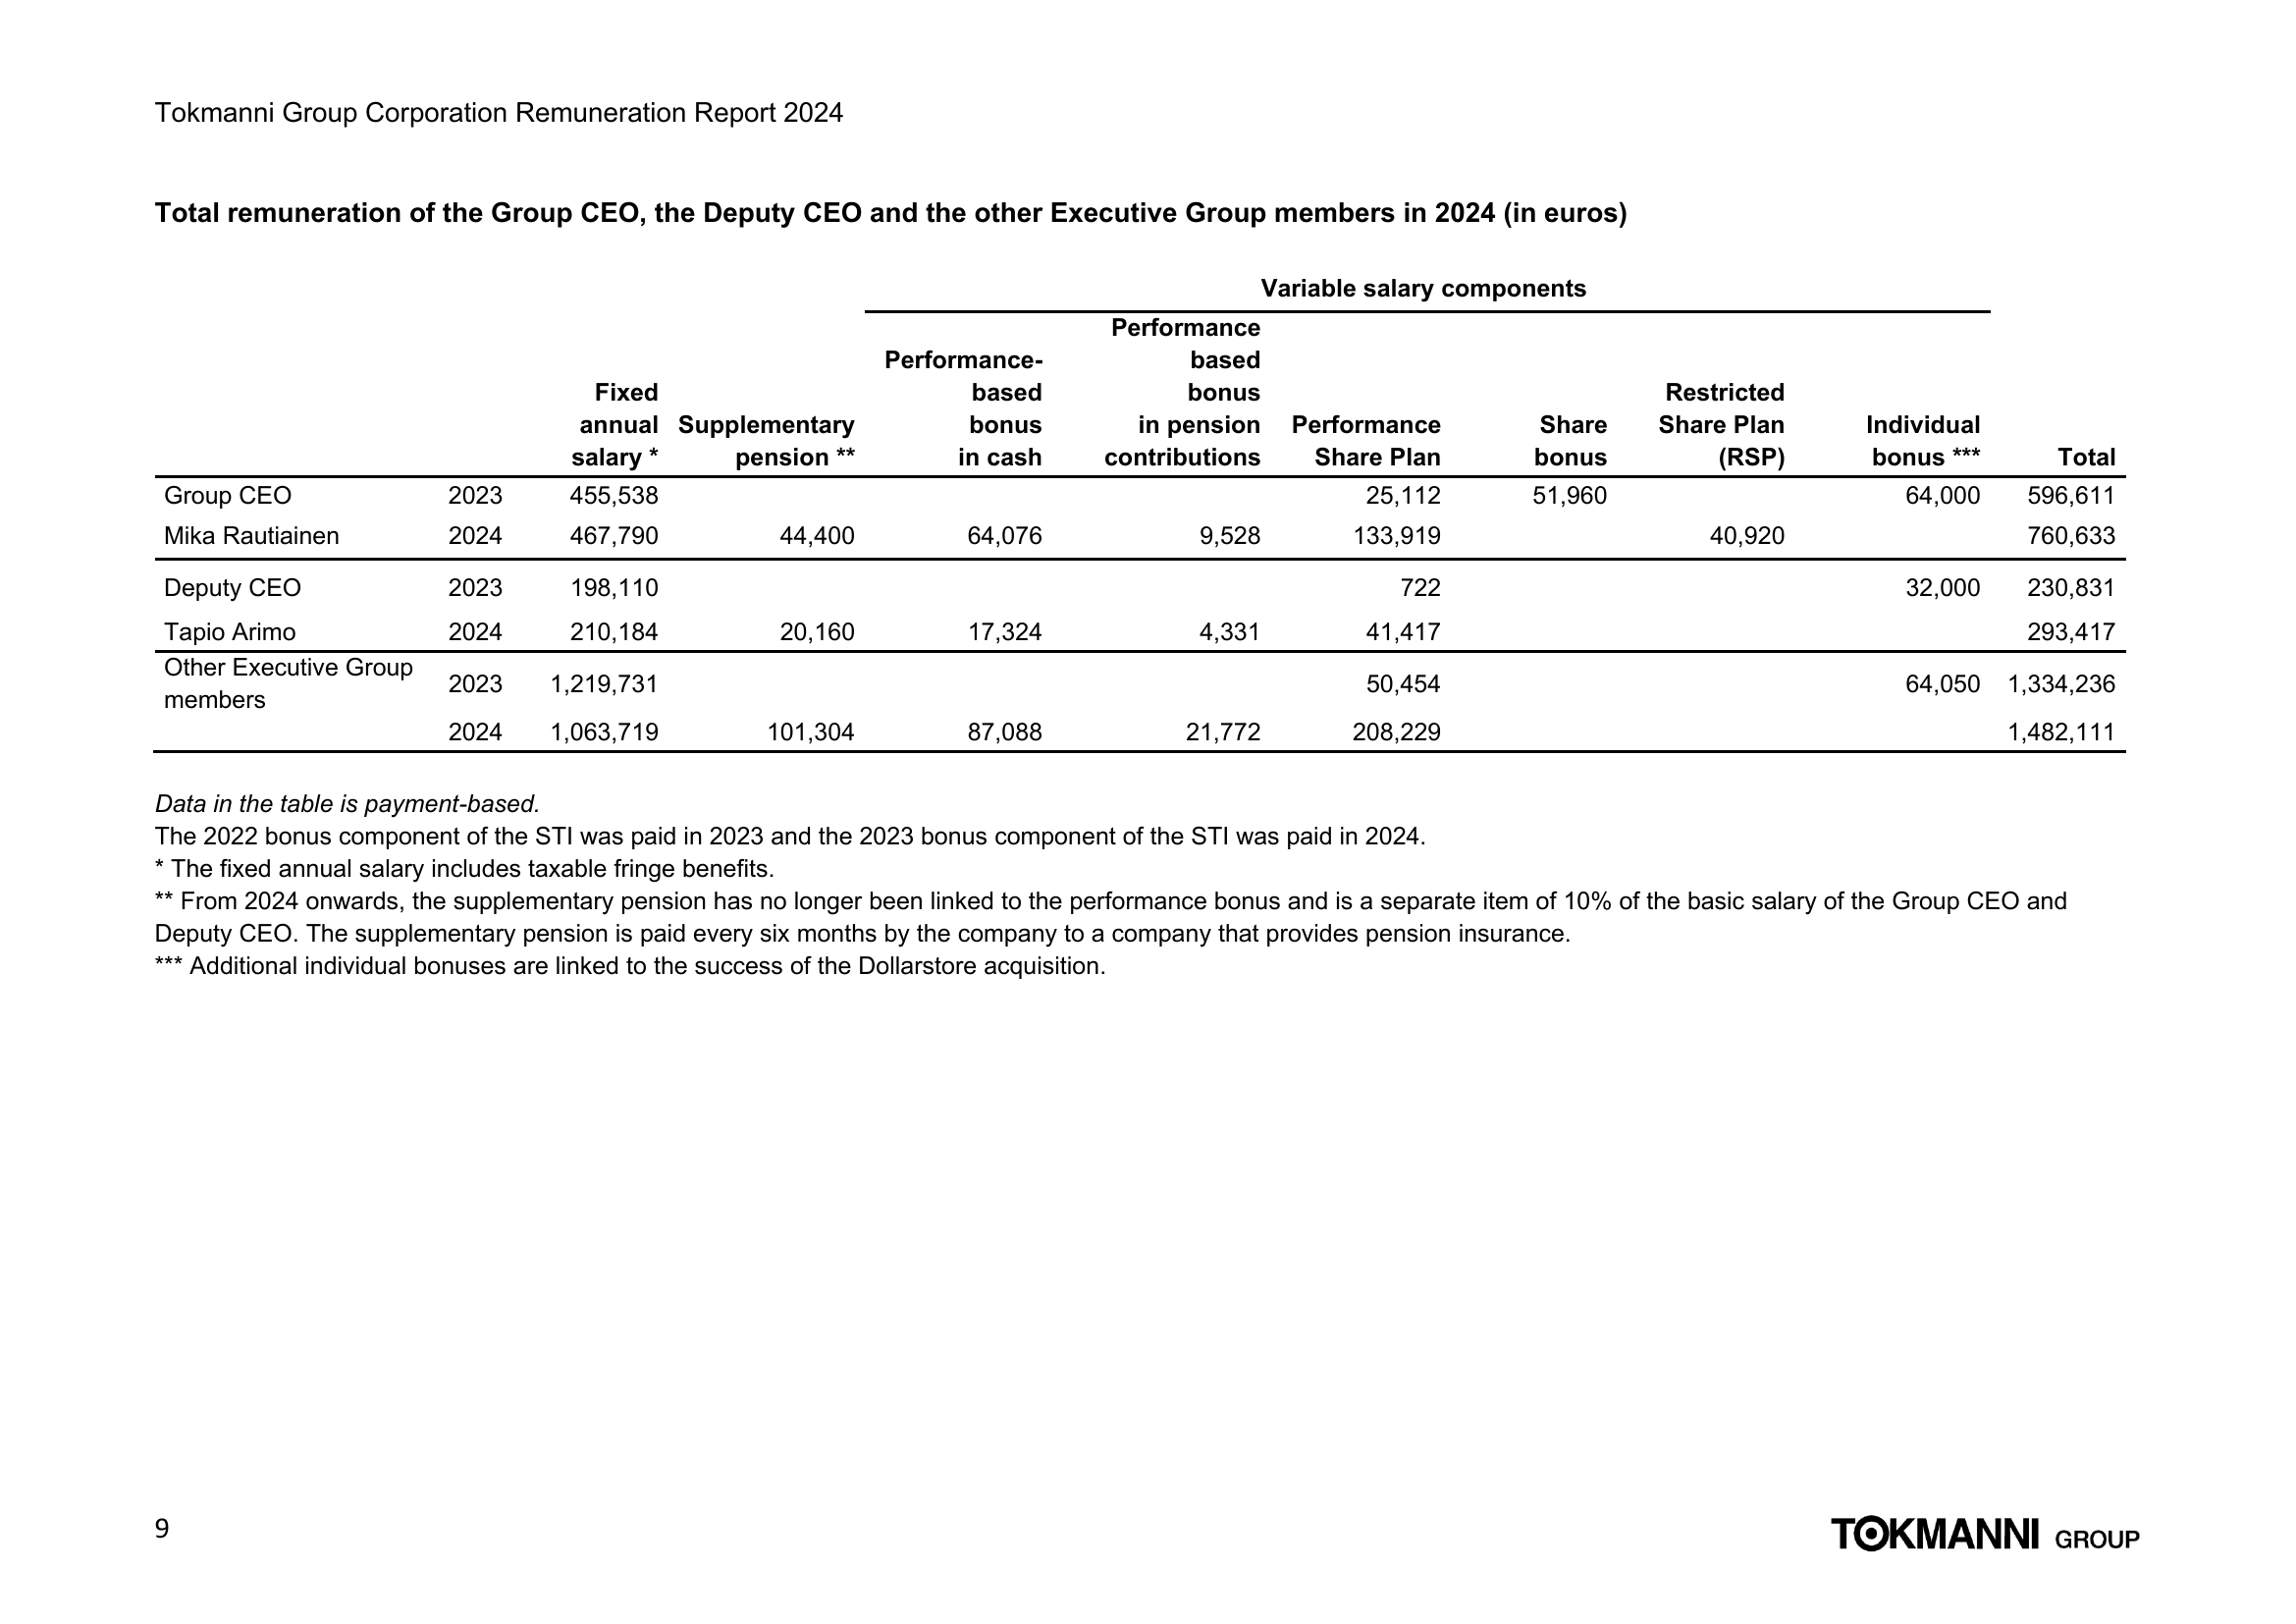 Tokmanni Group Corporation Remuneration Report 2024
Total remuneration of the Group CEO, the Deputy CEO and the other Executive Group members in 2024 (in euros)
Variable salary components
Fixed annual salary * Supplementary pension ** Performance-based bonus in cash Performance based bonus in pension contributions Performance Share Plan Share bonus Restricted Share Plan (RSP) Individual bonus *** Total
Group CEO 2023 455,538 25,112 51,960 64,000 596,611
Mika Rautiainen 2024 467,790 44,400 64,076 9,528 133,919 40,920 760,633
Deputy CEO 2023 198,110 722 32,000 230,831
Tapio Arimo 2024 210,184 20,160 17,324 4,331 41,417 293,417
Other Executive Group members 2023 1,219,731 50,454 64,050 1,334,236
2024 1,063,719 101,304 87,088 21,772 208,229 1,482,111
Data in the table is payment-based.
The 2022 bonus component of the STI was paid in 2023 and the 2023 bonus component of the STI was paid in 2024.
* The fixed annual salary includes taxable fringe benefits.
** From 2024 onwards, the supplementary pension has no longer been linked to the performance bonus and is a separate item of 10% of the basic salary of the Group CEO and
Deputy CEO. The supplementary pension is paid every six months by the company to a company that provides pension insurance.
*** Additional individual bonuses are linked to the success of the Dollarstore acquisition.
9
TOKMANNI GROUP